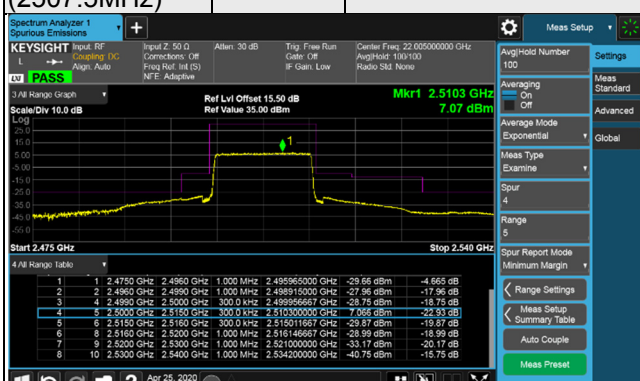 (2507.5MHz)
Spectrum Analyzer 1
Spurious Emissions
Meas Setup
KEYSIGHT
L
PASS
Input: RF
Coupling: DC
Align: Auto
Input Z: 50 Ω
Corrections: Off
Freq Ref: Int (S)
NFE: Adaptive
Atten: 30 dB
Trig: Free Run
Gate: Off
IF Gain: Low
Center Freq: 22.005000000 GHz
Avg|Hold: 100/100
Radio Std: None
3 All Range Graph
Scale/Div 10.0 dB
Ref Lvl Offset 15.50 dB
Ref Value 35.00 dBm
Mkr1 2.5103 GHz
7.07 dBm
Log
25.0
15.0
5.00
-5.00
-15.0
-25.0
-35.0
-45.0
-55.0
1
Start 2.475 GHz
Stop 2.540 GHz
4 All Range Table
1 1 2.4750 GHz 2.4960 GHz 1.000 MHz 2.495965000 GHz -29.66 dBm -4.665 dB
2 2 2.4960 GHz 2.4990 GHz 1.000 MHz 2.498915000 GHz -27.96 dBm -17.96 dB
3 4 2.4990 GHz 2.5000 GHz 300.0 kHz 2.499956667 GHz -28.75 dBm -18.75 dB
4 5 2.5000 GHz 2.5150 GHz 300.0 kHz 2.510300000 GHz 7.066 dBm -22.93 dB
5 6 2.5150 GHz 2.5160 GHz 300.0 kHz 2.515011667 GHz -29.87 dBm -19.87 dB
6 8 2.5160 GHz 2.5200 GHz 1.000 MHz 2.516146667 GHz -28.99 dBm -18.99 dB
7 9 2.5200 GHz 2.5300 GHz 1.000 MHz 2.521000000 GHz -33.17 dBm -20.17 dB
8 10 2.5300 GHz 2.5400 GHz 1.000 MHz 2.534200000 GHz -40.75 dBm -15.75 dB
Apr 25, 2020
Avg|Hold Number
100
Averaging
On
Off
Average Mode
Exponential
Meas Type
Examine
Spur
4
Range
5
Spur Report Mode
Minimum Margin
Range Settings
Meas Setup
Summary Table
Auto Couple
Meas Preset
Settings
Meas
Standard
Advanced
Global